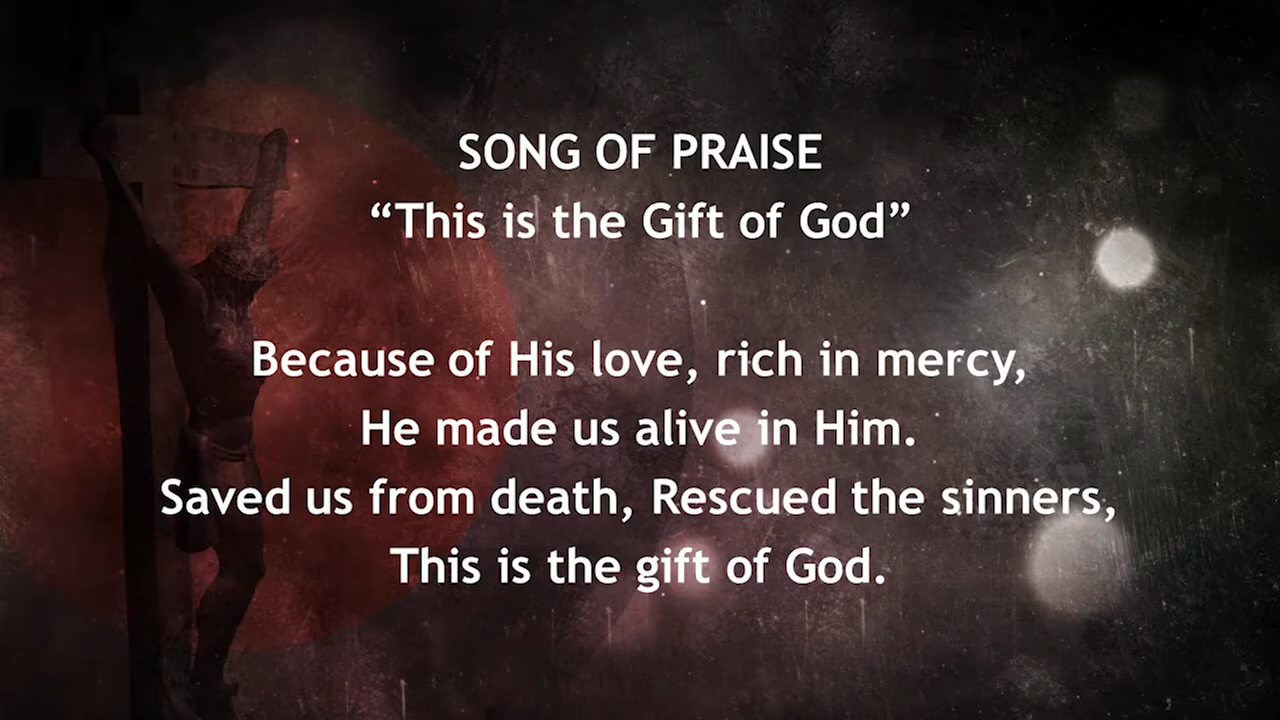 SONG OF PRAISE
“This is the Gift of God”
Because of His love, rich in mercy,
He made us alive in Him.
Saved us from death, Rescued the sinners,
This is the gift of God.